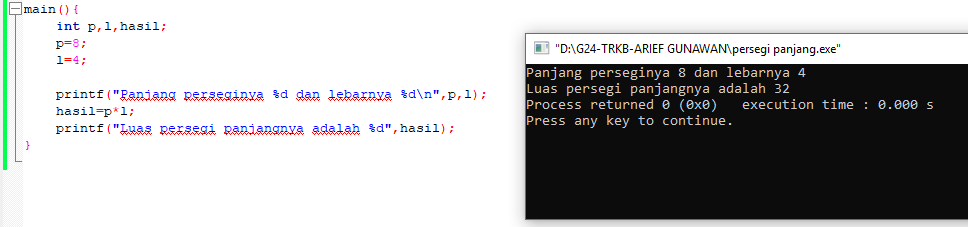 main(){
int p,l,hasil;
p=8;
l=4;
printf("Panjang perseginya %d dan lebarnya %d\n",p,l);
hasil=p*l;
printf("Luas persegi panjangnya adalah %d",hasil);
}
"D:\G24-TRKB-ARIEF GUNAWAN\persegi panjang.exe"
Panjang perseginya 8 dan lebarnya 4
Luas persegi panjangnya adalah 32
Process returned 0 (0x0)   execution time : 0.000 s
Press any key to continue.